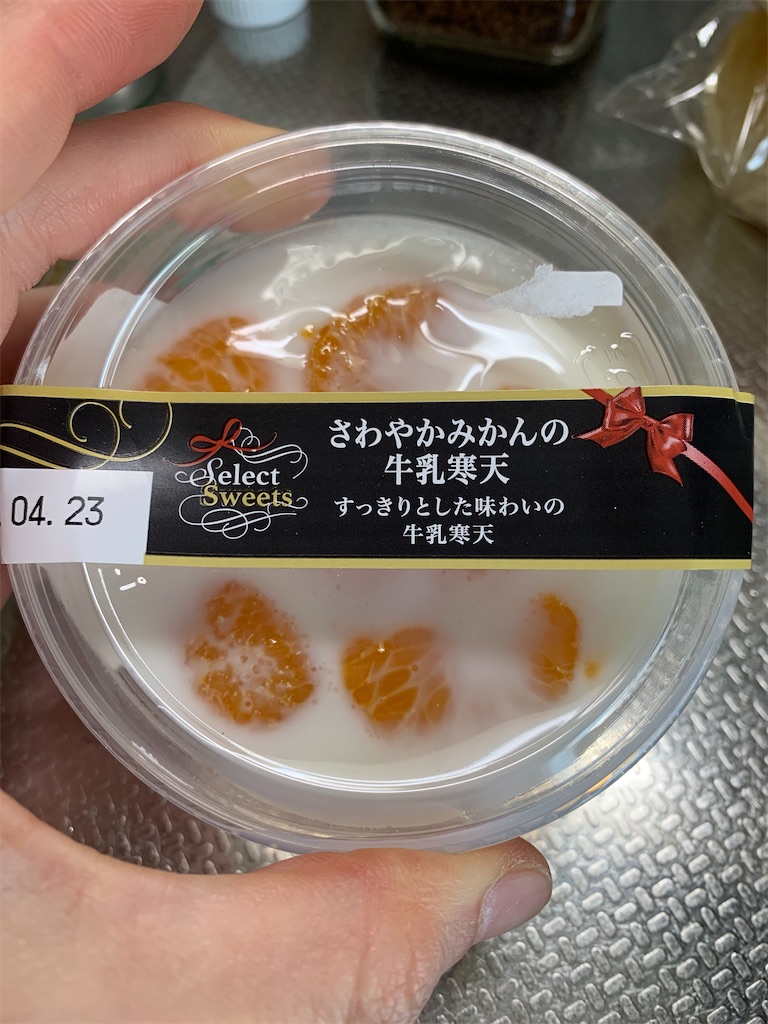 さわやかみかんの
牛乳寒天
Select
Sweets
すっきりとした味わいの
牛乳寒天
04. 23